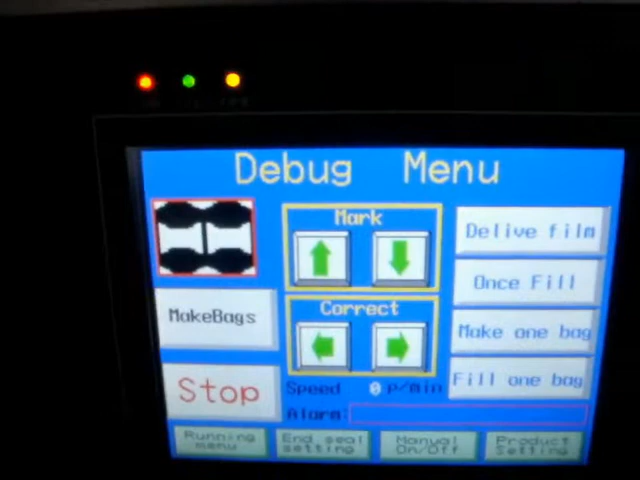 Debug Menu
Mark
Delive film
Once Fill
MakeBags
Correct
Make one bag
Stop
Speed 0 p/min
Fill one bag
Alarm:
Running menu
End seal setting
Manual On/Off
Product Setting